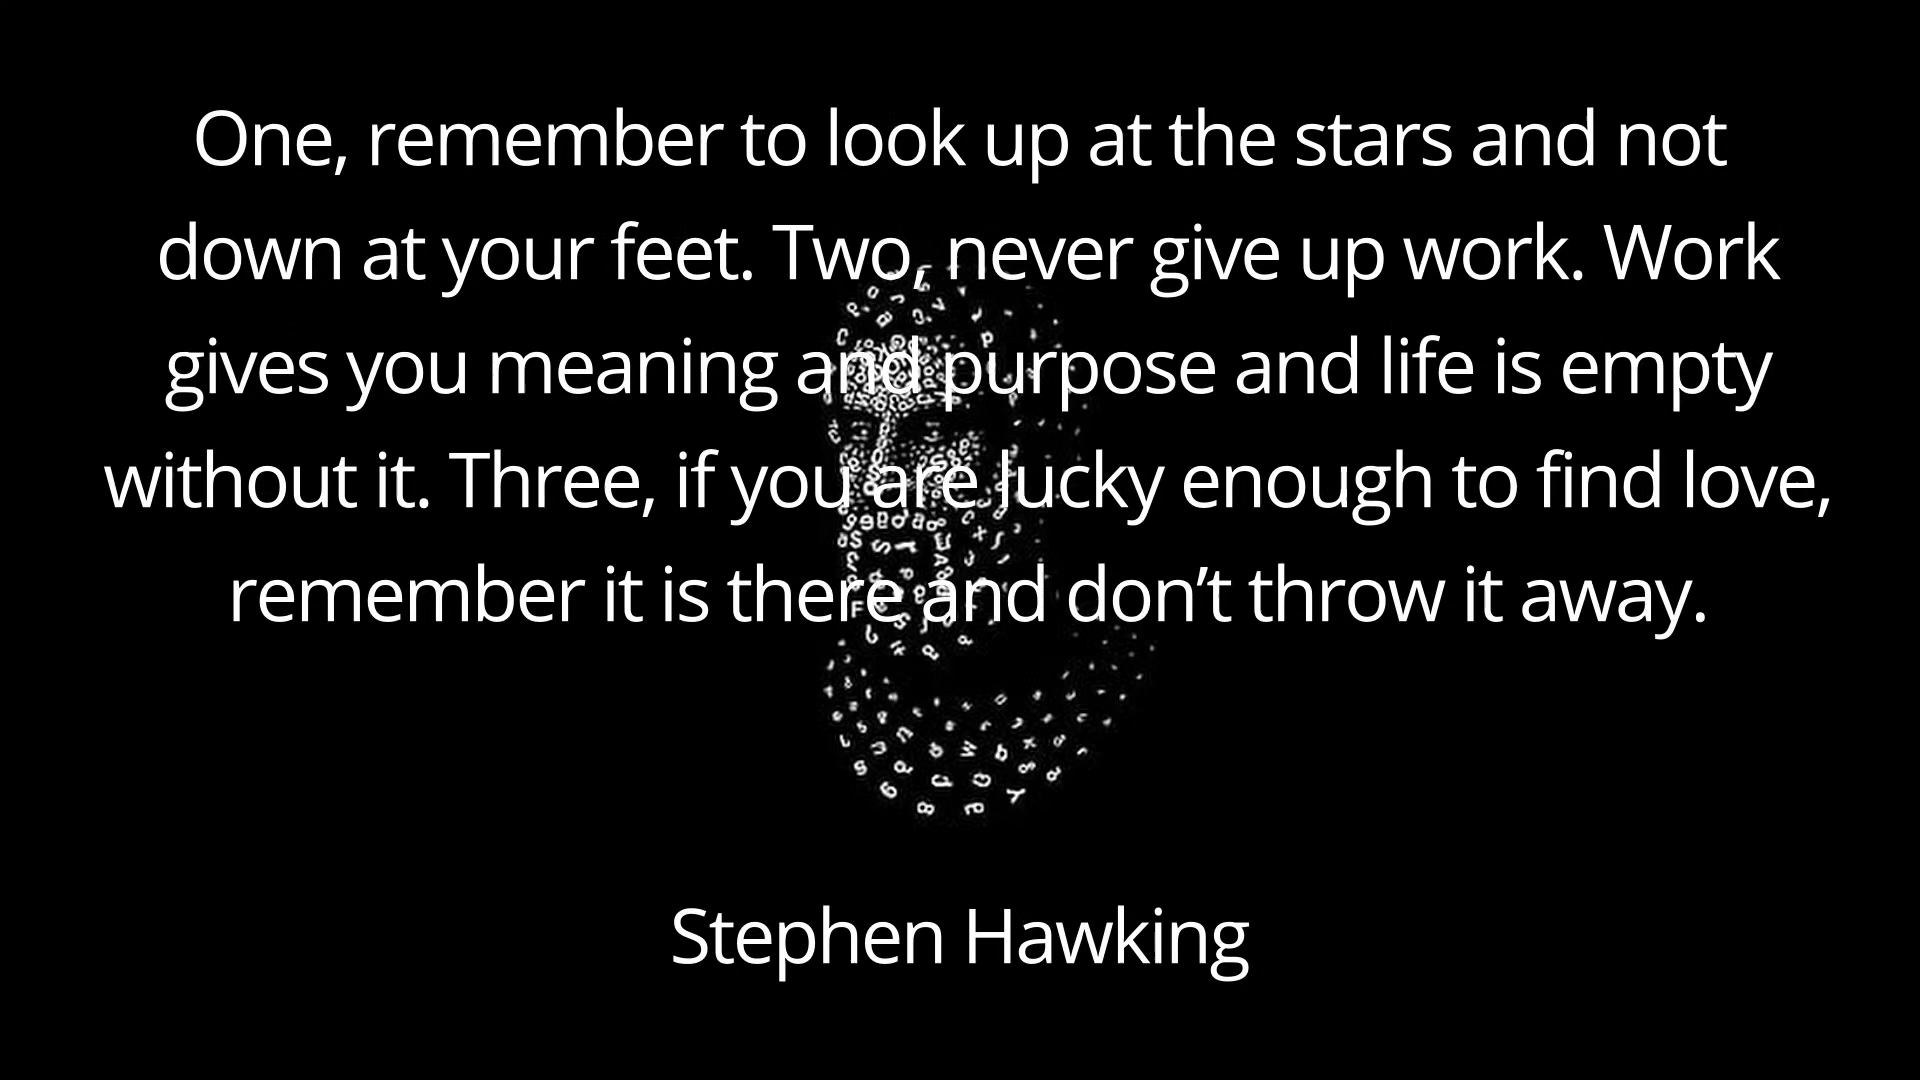 One, remember to look up at the stars and not
down at your feet. Two, never give up work. Work
gives you meaning and purpose and life is empty
without it. Three, if you are lucky enough to find love,
remember it is there and don’t throw it away.
Stephen Hawking